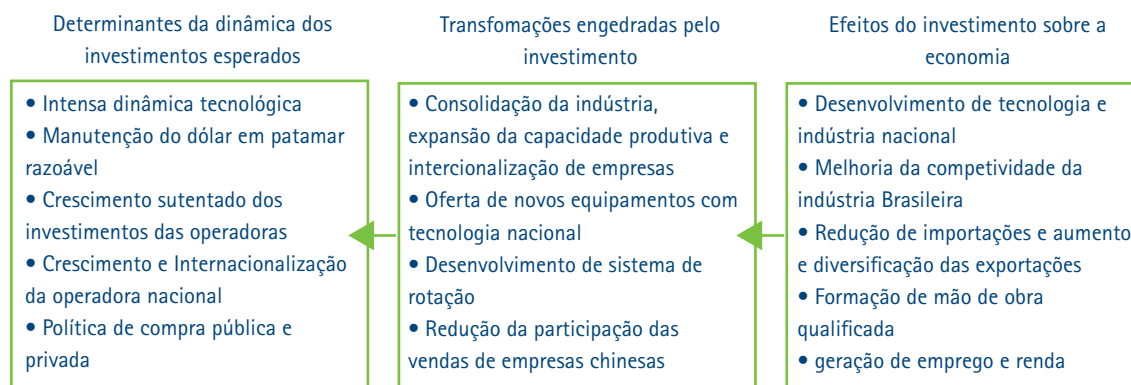 Determinantes da dinâmica dos
investimentos esperados
• Intensa dinâmica tecnológica
• Manutenção do dólar em patamar
razoável
• Crescimento sutentado dos
investimentos das operadoras
• Crescimento e Internacionalização
da operadora nacional
• Política de compra pública e
privada
Transfomações engedradas pelo
investimento
• Consolidação da indústria,
expansão da capacidade produtiva e
intercionalização de empresas
• Oferta de novos equipamentos com
tecnologia nacional
• Desenvolvimento de sistema de
rotação
• Redução da participação das
vendas de empresas chinesas
Efeitos do investimento sobre a
economia
• Desenvolvimento de tecnologia e
indústria nacional
• Melhoria da competividade da
indústria Brasileira
• Redução de importações e aumento
e diversificação das exportações
• Formação de mão de obra
qualificada
• geração de emprego e renda